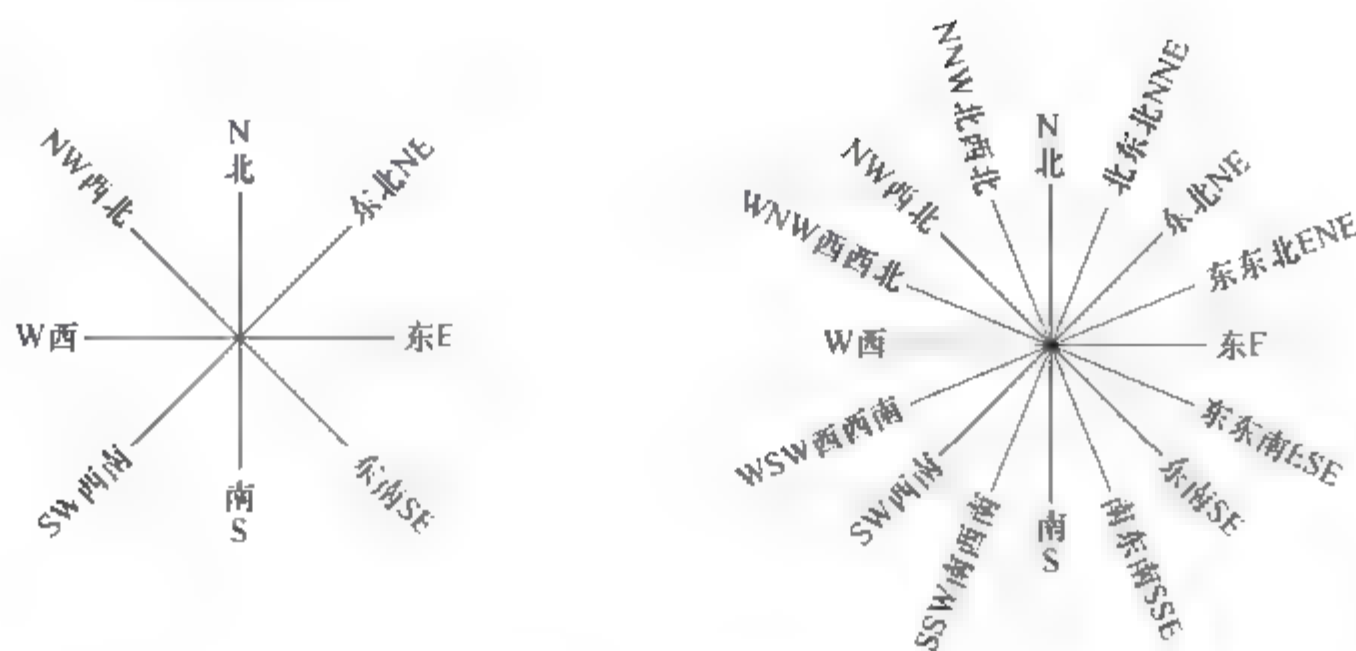 N
北
NW西北
东北NE
W西
东E
SW西南
东南SE
南
S
NNW北西北
N
北
北东北NNE
NW西北
东北NE
WNW西西北
东东北ENE
W西
东E
WSW西西南
东东南ESE
SW西南
东南SE
SSW南西南
南
S
南东南SSE